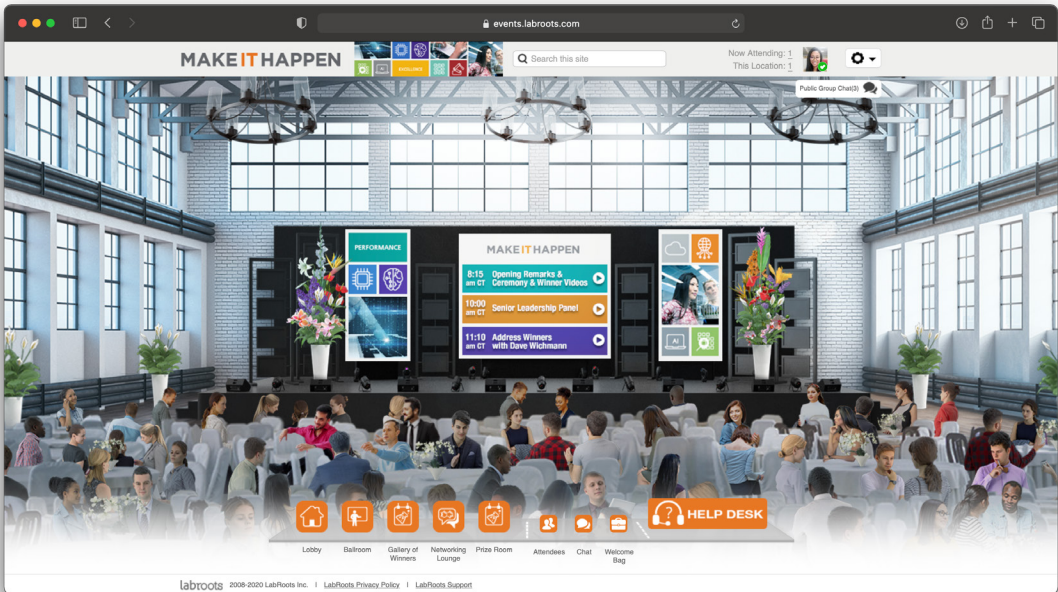 events.labroots.com
MAKE IT HAPPEN
EXCELLENCE
Search this site
Now Attending: 1
This Location: 1
Public Group Chat(3)
PERFORMANCE
MAKE IT HAPPEN
8:15 am CT Opening Remarks & Ceremony & Winner Videos
10:00 am CT Senior Leadership Panel
11:10 am CT Address Winners with Dave Wichmann
AI
HELP DESK
Lobby
Ballroom
Gallery of Winners
Networking Lounge
Prize Room
Attendees
Chat
Welcome Bag
labroots 2008-2020 LabRoots Inc. | LabRoots Privacy Policy | LabRoots Support